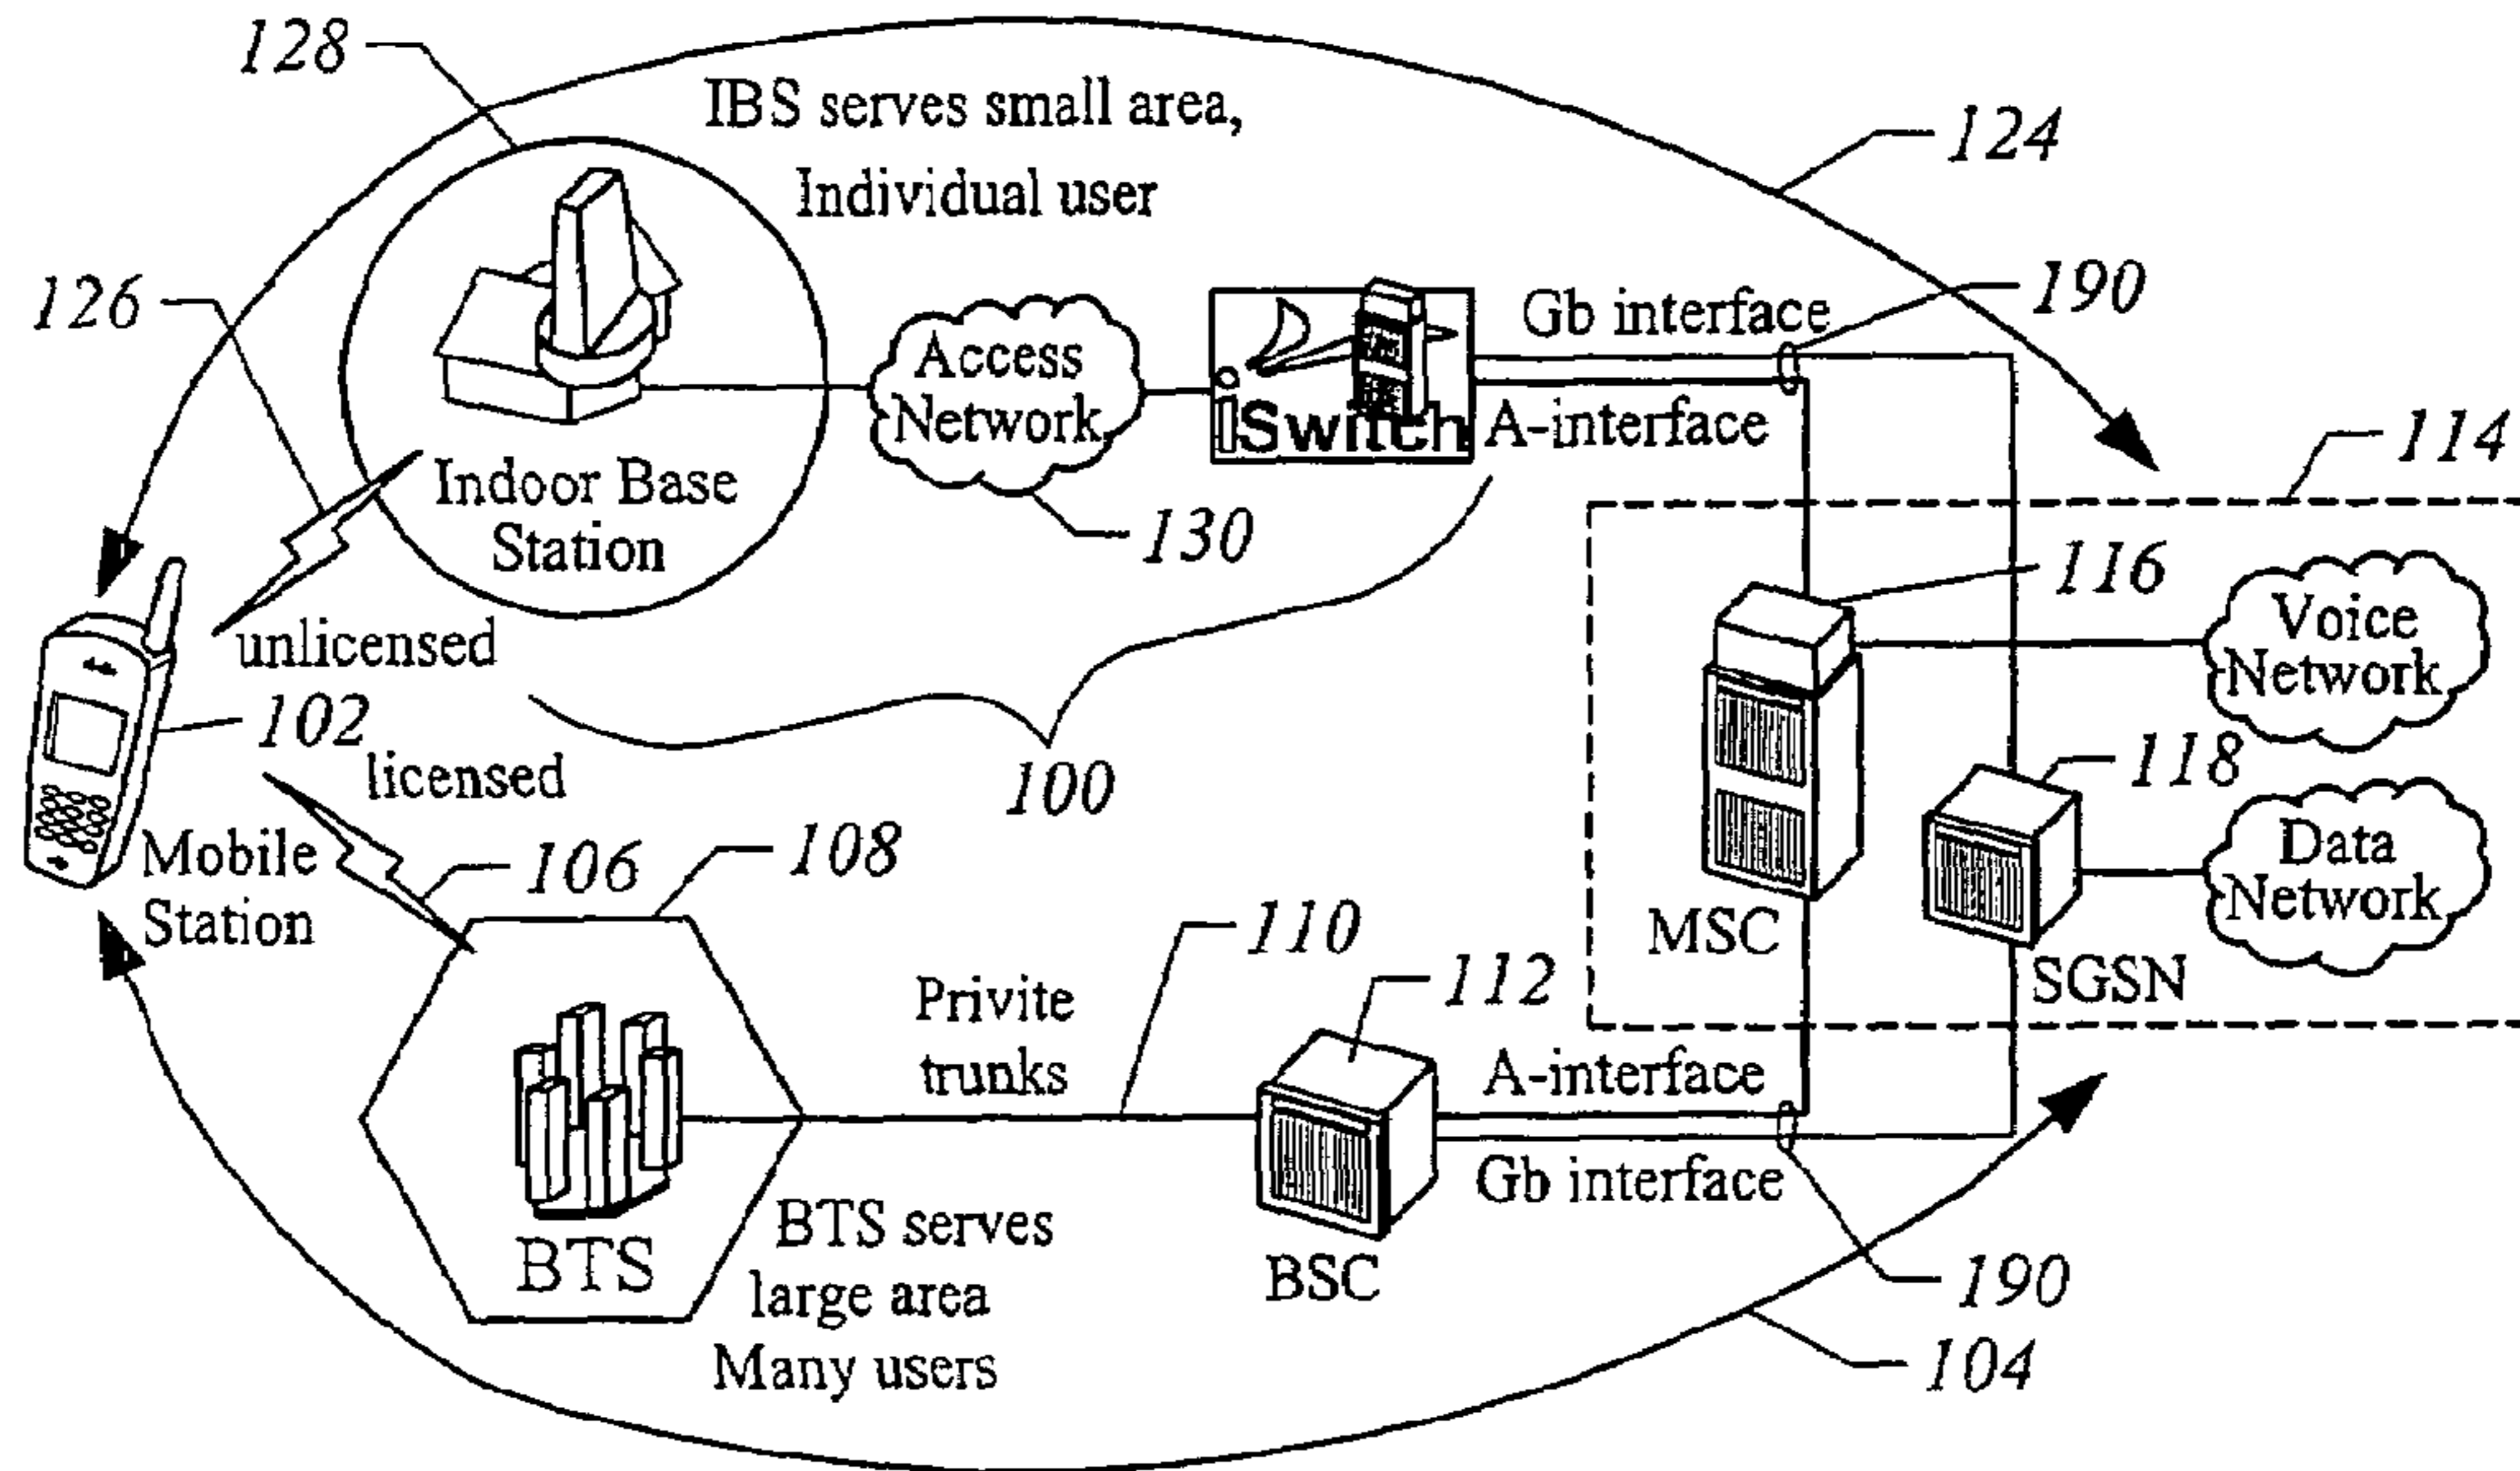 128
IBS serves small area,
Individual user
124
126
190
Gb interface
Access
Network
iSwitch
A-interface
114
Indoor Base
Station
130
116
Voice
Network
unlicensed
102
licensed
100
118
Data
Network
Mobile
Station
106
108
MSC
SGSN
110
Privite
trunks
112
A-interface
Gb interface
BTS
BTS serves
large area
Many users
BSC
190
104